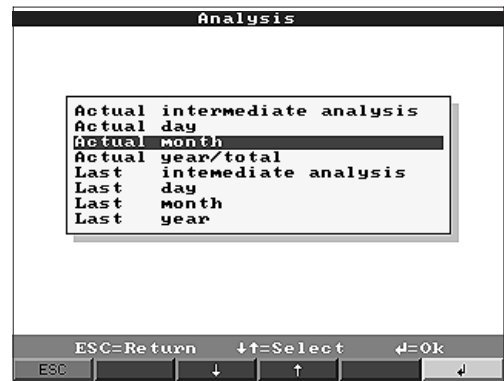 Analysis
Actual intermediate analysis
Actual day
Actual month
Actual year/total
Last intemediate analysis
Last day
Last month
Last year
ESC=Return ↓↑=Select ↲=Ok
ESC ↓ ↑ ↲